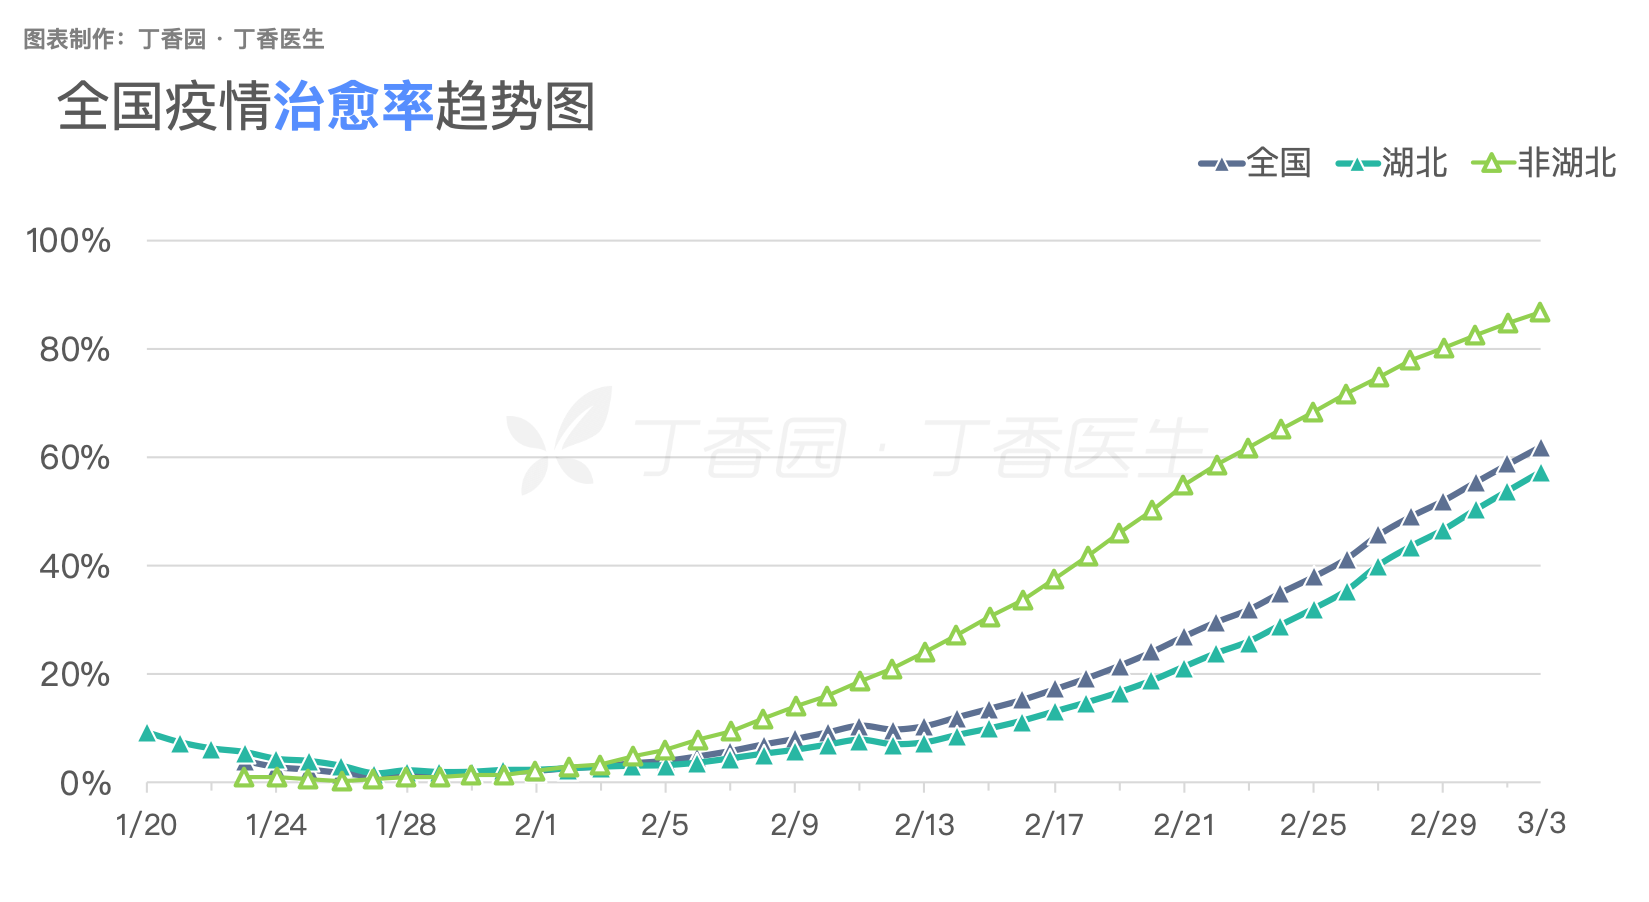 图表制作：丁香园 · 丁香医生
全国疫情治愈率趋势图
全国 湖北 非湖北
100%
80%
丁香园 · 丁香医生
60%
40%
20%
0%
1/20 1/24 1/28 2/1 2/5 2/9 2/13 2/17 2/21 2/25 2/29 3/3